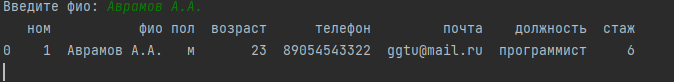 Введите фио: Аврамов А.А.
ном фио пол возраст телефон почта должность стаж
0 1 Аврамов А.А. м 23 89054543322 ggtu@mail.ru программист 6